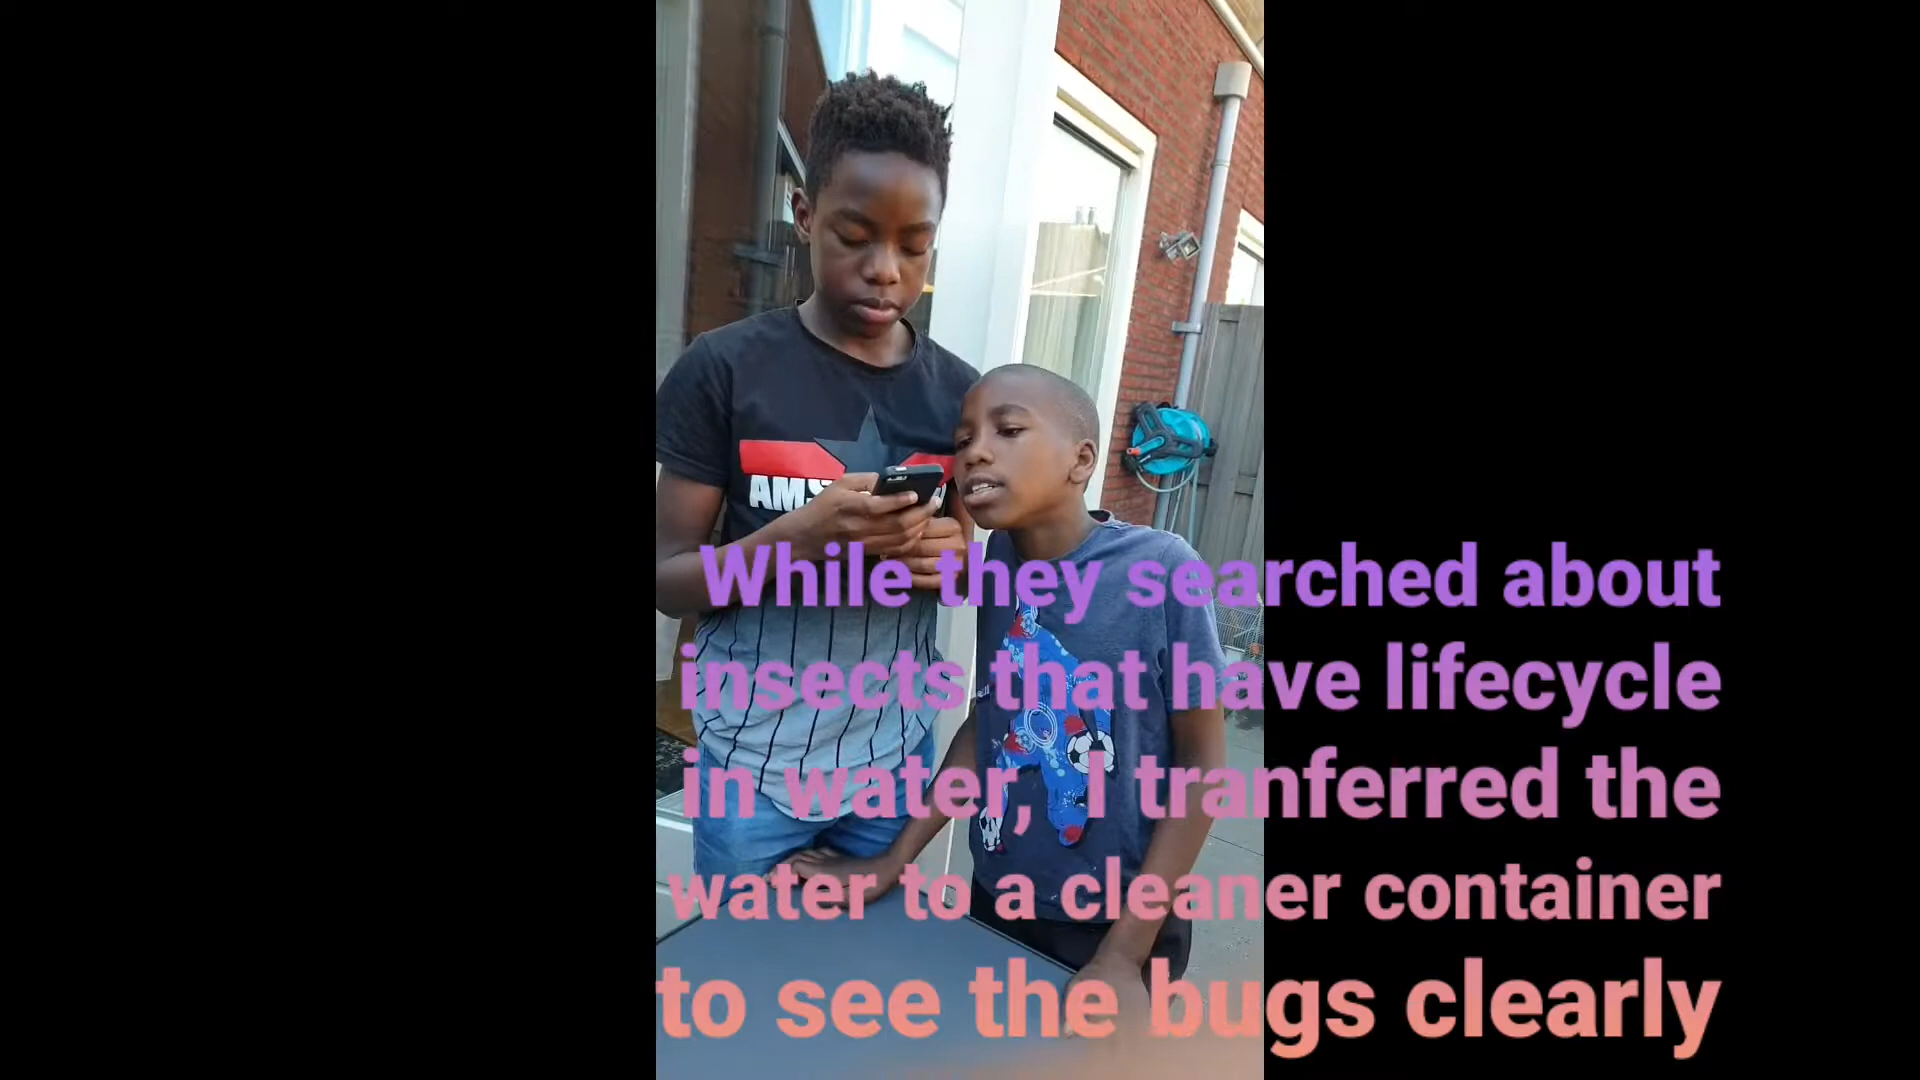 AMS
While they searched about
insects that have lifecycle
in water, I tranferred the
water to a cleaner container
to see the bugs clearly